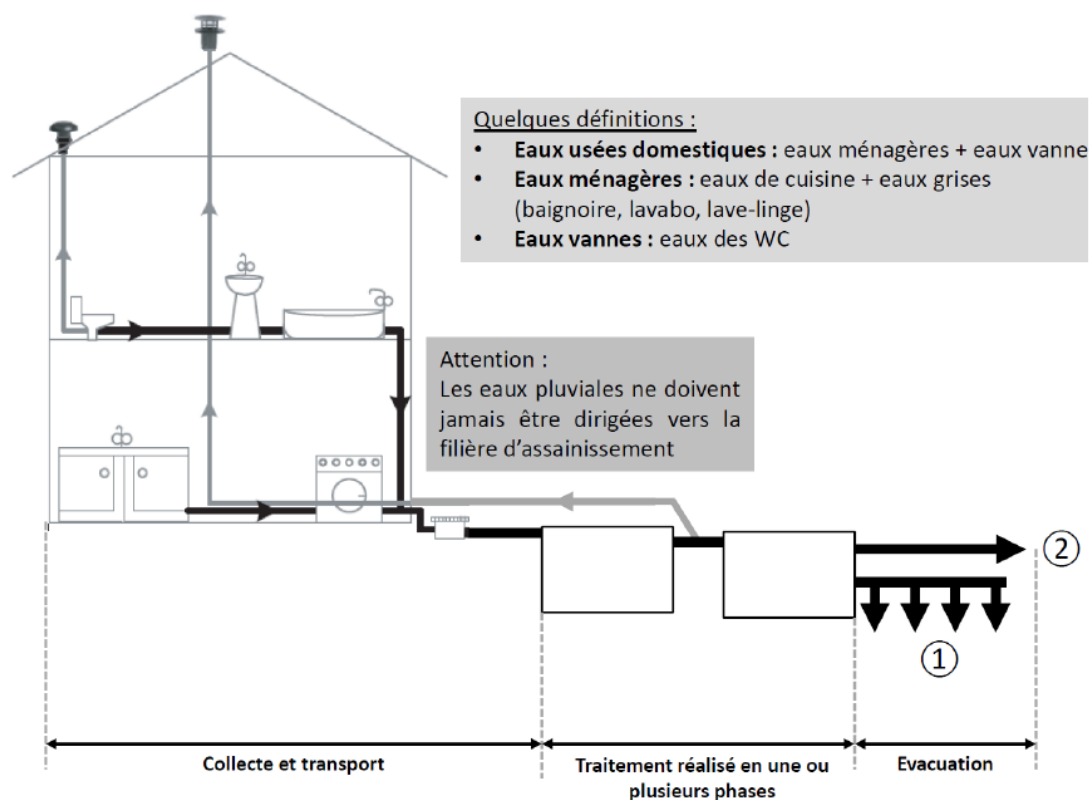 Quelques définitions :
• Eaux usées domestiques : eaux ménagères + eaux vanne
• Eaux ménagères : eaux de cuisine + eaux grises
(baignoire, lavabo, lave-linge)
• Eaux vannes : eaux des WC
Attention :
Les eaux pluviales ne doivent
jamais être dirigées vers la
filière d'assainissement
②
①
Collecte et transport
Traitement réalisé en une ou
plusieurs phases
Evacuation